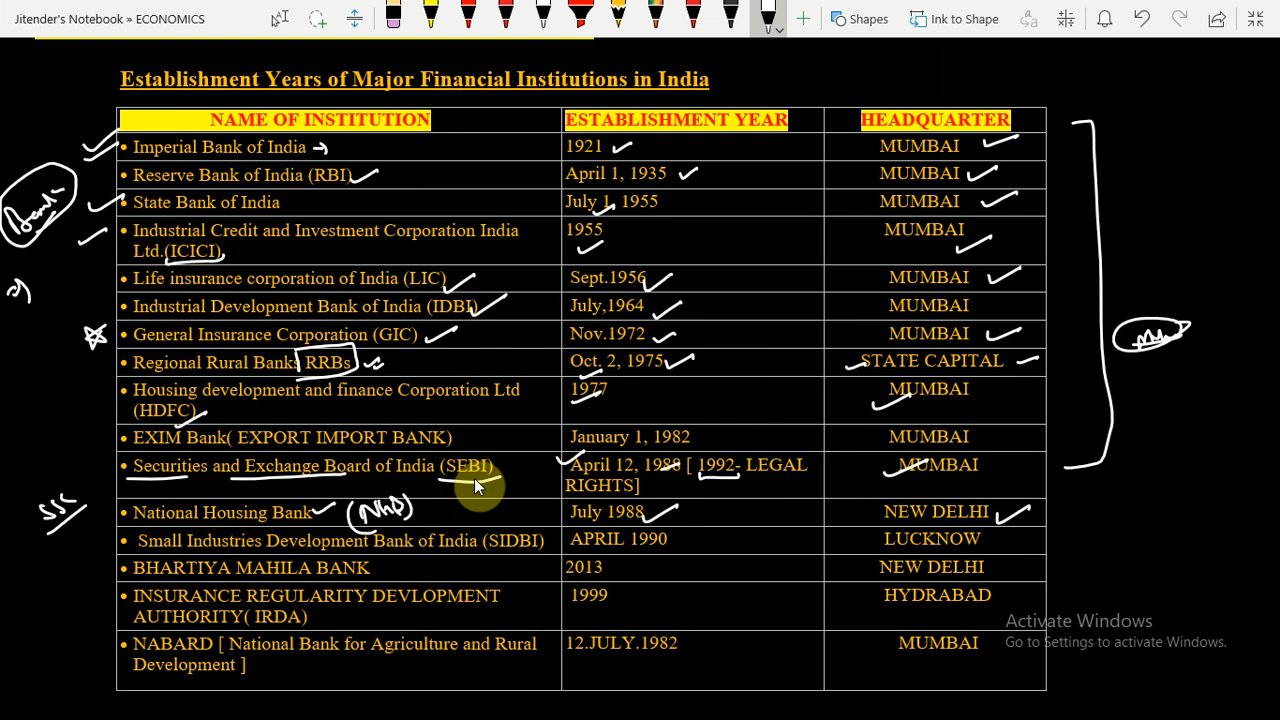 Jitender's Notebook » ECONOMICS
Shapes
Ink to Shape
Establishment Years of Major Financial Institutions in India
NAME OF INSTITUTION ESTABLISHMENT YEAR HEADQUARTER
• Imperial Bank of India 1921 MUMBAI
• Reserve Bank of India (RBI) April 1, 1935 MUMBAI
• State Bank of India July 1, 1955 MUMBAI
Bank
• Industrial Credit and Investment Corporation India 1955 MUMBAI
Ltd.(ICICI)
• Life insurance corporation of India (LIC) Sept.1956 MUMBAI
• Industrial Development Bank of India (IDBI) July,1964 MUMBAI
• General Insurance Corporation (GIC) Nov.1972 MUMBAI
• Regional Rural Banks RRBs Oct. 2, 1975 STATE CAPITAL
• Housing development and finance Corporation Ltd 1977 MUMBAI
(HDFC)
• EXIM Bank( EXPORT IMPORT BANK) January 1, 1982 MUMBAI
• Securities and Exchange Board of India (SEBI) April 12, 1988 [ 1992- LEGAL MUMBAI
RIGHTS]
SSC
• National Housing Bank (NHB) July 1988 NEW DELHI
• Small Industries Development Bank of India (SIDBI) APRIL 1990 LUCKNOW
• BHARTIYA MAHILA BANK 2013 NEW DELHI
• INSURANCE REGULARITY DEVLOPMENT 1999 HYDRABAD
AUTHORITY( IRDA)
• NABARD [ National Bank for Agriculture and Rural 12.JULY.1982 MUMBAI
Development ]
Activate Windows
Go to Settings to activate Windows.